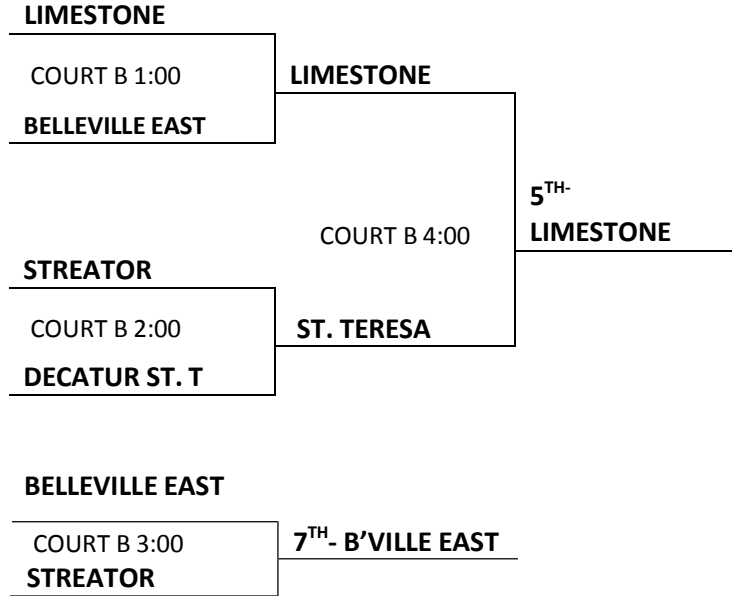 LIMESTONE
COURT B 1:00
LIMESTONE
BELLEVILLE EAST
5TH-
LIMESTONE
COURT B 4:00
STREATOR
COURT B 2:00
ST. TERESA
DECATUR ST. T
BELLEVILLE EAST
COURT B 3:00
7TH- B’VILLE EAST
STREATOR